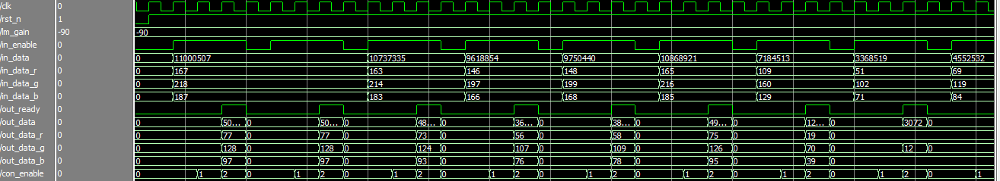 /clk 0
/rst_n 1
/lm_gain -90 -90
/in_enable 0
/in_data 0 0 11000507 10737335 9618854 9750440 10868921 7184513 3368519 4552532
/in_data_r 0 0 167 163 146 148 165 109 51 69
/in_data_g 0 0 218 214 197 199 216 160 102 119
/in_data_b 0 0 187 183 166 168 185 129 71 84
/out_ready 0
/out_data 0 0 50... 0 50... 0 48... 0 36... 0 38... 0 49... 0 12... 0 3072 0
/out_data_r 0 0 77 0 77 0 73 0 56 0 58 0 75 0 19 0
/out_data_g 0 0 128 0 128 0 124 0 107 0 109 0 126 0 70 0 12 0
/out_data_b 0 0 97 0 97 0 93 0 76 0 78 0 95 0 39 0
/con_enable 0 0 1 2 0 1 2 0 1 2 0 1 2 0 1 2 0 1 2 0 1 2 0 1 2 0 1